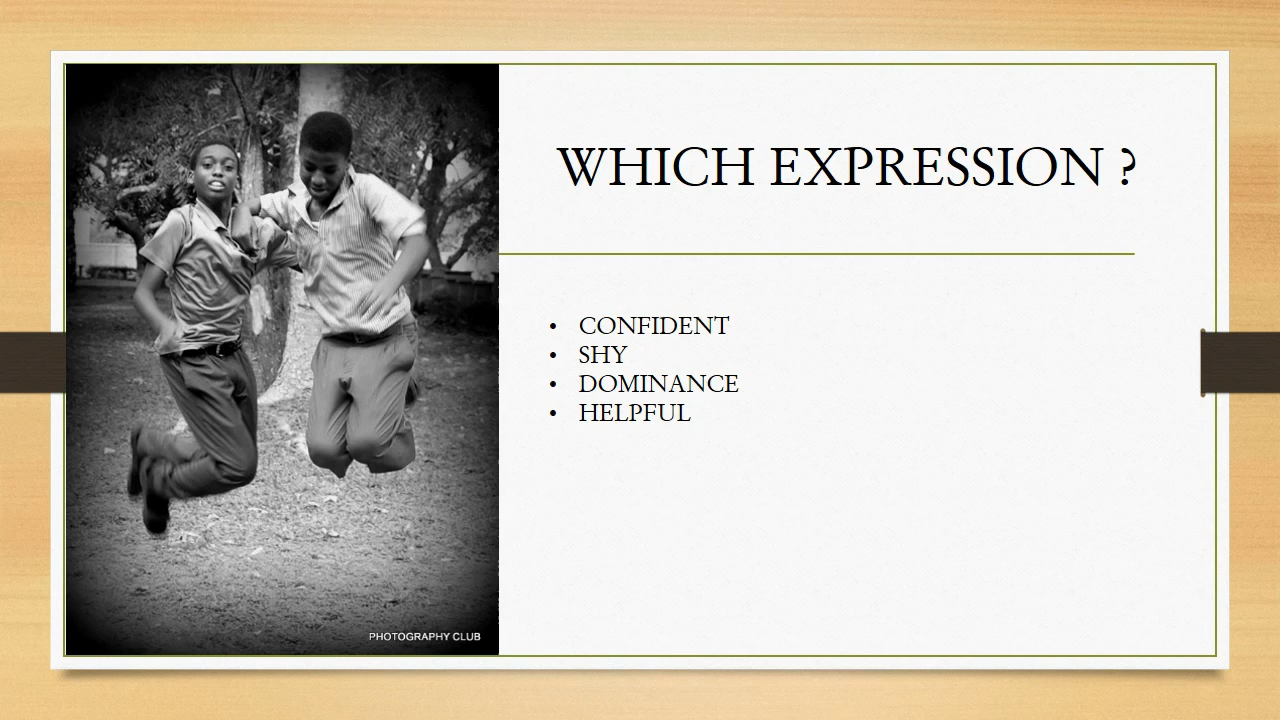 WHICH EXPRESSION ?
• CONFIDENT
• SHY
• DOMINANCE
• HELPFUL
PHOTOGRAPHY CLUB